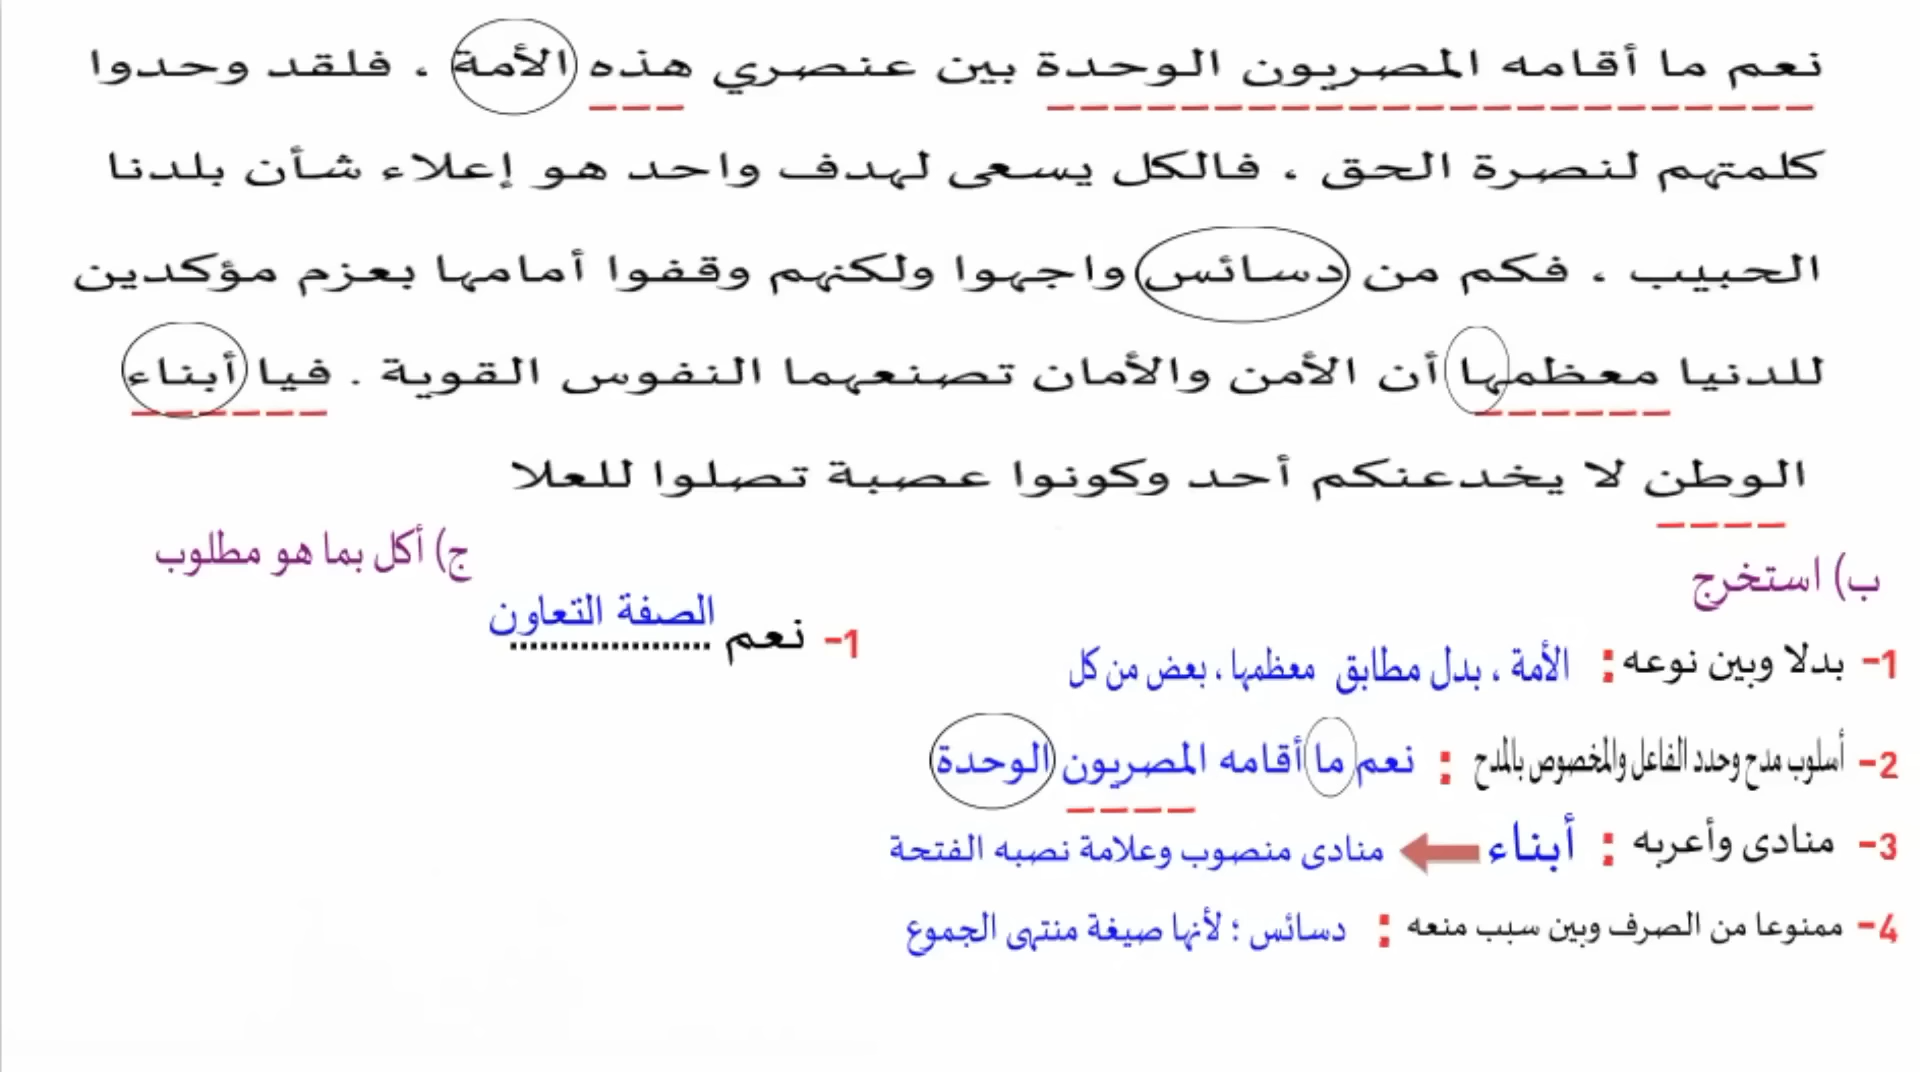 نعم ما أقامه المصريون الوحدة بين عنصري هذه الأمة ، فلقد وحدوا
كلمتهم لنصرة الحق ، فالكل يسعى لهدف واحد هو إعلاء شأن بلدنا
الحبيب ، فكم من دسائس واجهوا ولكنهم وقفوا أمامها بعزم مؤكدين
للدنيا معظمها أن الأمن والأمان تصنعهما النفوس القوية . فيا أبناء
الوطن لا يخدعنكم أحد وكونوا عصبة تصلوا للعلا
ب) استخرج
1- بدلا وبين نوعه : الأمة ، بدل مطابق معظمها ، بعض من كل
2- أسلوب مدح وحدد الفاعل والمخصوص بالمدح : نعم ما أقامه المصريون الوحدة
3- منادى وأعربه : أبناء منادى منصوب وعلامة نصبه الفتحة
4- ممنوعا من الصرف وبين سبب منعه : دسائس ؛ لأنها صيغة منتهى الجموع
ج) أكل بما هو مطلوب
1- نعم الصفة التعاون